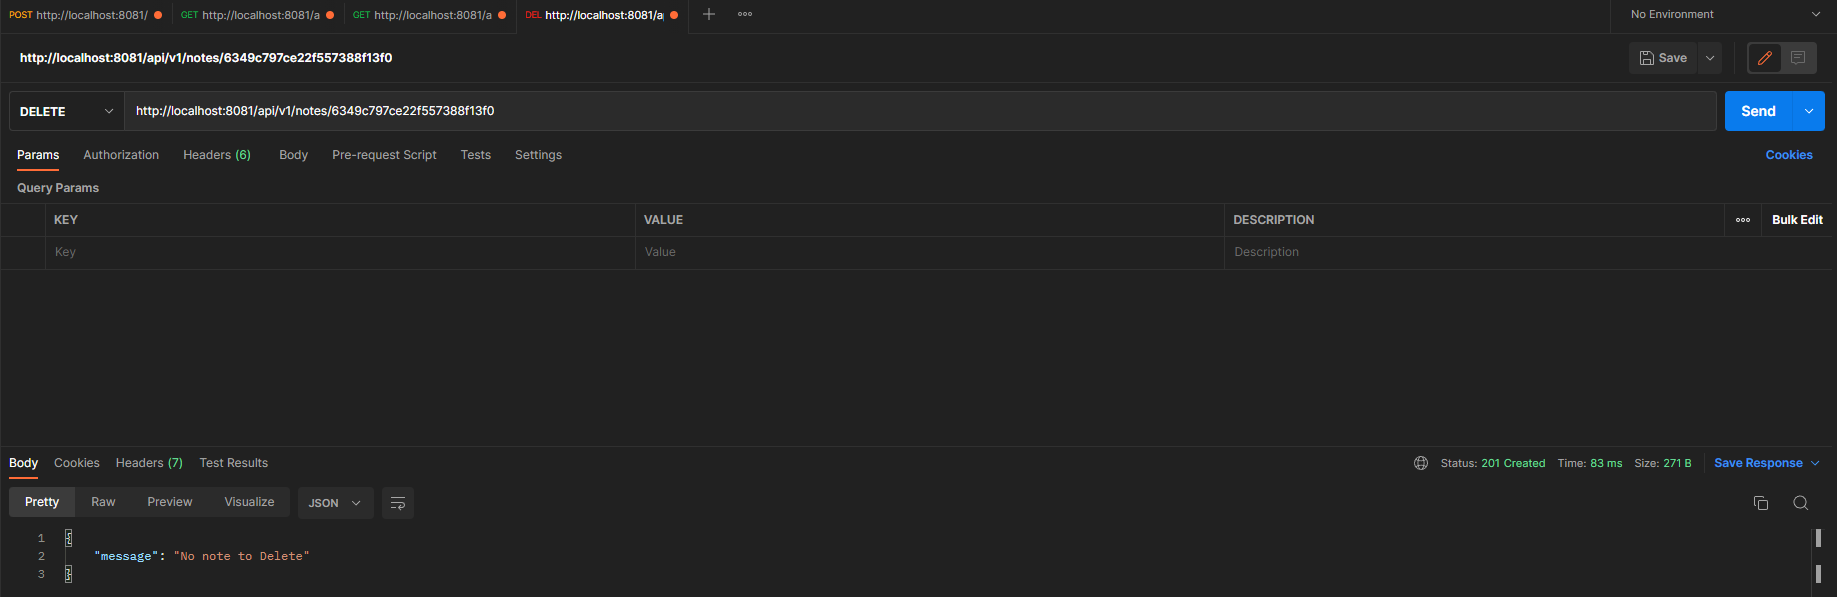 POST http://localhost:8081/ GET http://localhost:8081/a GET http://localhost:8081/a DEL http://localhost:8081/a No Environment
http://localhost:8081/api/v1/notes/6349c797ce22f557388f13f0 Save
DELETE http://localhost:8081/api/v1/notes/6349c797ce22f557388f13f0 Send
Params Authorization Headers (6) Body Pre-request Script Tests Settings Cookies
Query Params
KEY VALUE DESCRIPTION Bulk Edit
Key Value Description
Body Cookies Headers (7) Test Results Status: 201 Created Time: 83 ms Size: 271 B Save Response
Pretty Raw Preview Visualize JSON
1 {
2 "message": "No note to Delete"
3 }